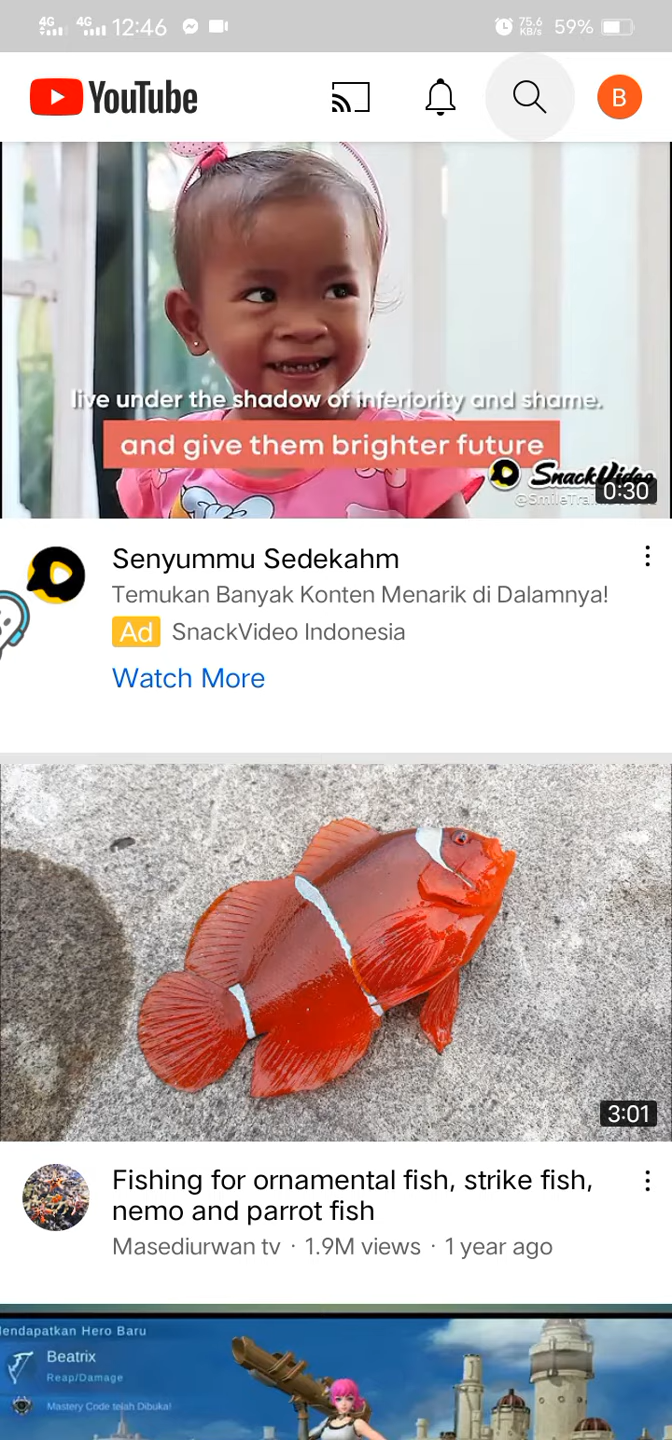 4G 4G 12:46 75.6 KB/s 59%
YouTube B
live under the shadow of inferiority and shame.
and give them brighter future
SnackVideo
0:30
Senyummu Sedekahm
Temukan Banyak Konten Menarik di Dalamnya!
Ad SnackVideo Indonesia
Watch More
3:01
Fishing for ornamental fish, strike fish,
nemo and parrot fish
Masediurwan tv · 1.9M views · 1 year ago
Hero Baru
Beatrix
Reap/Damage
Mastery Code telah Dibuka!